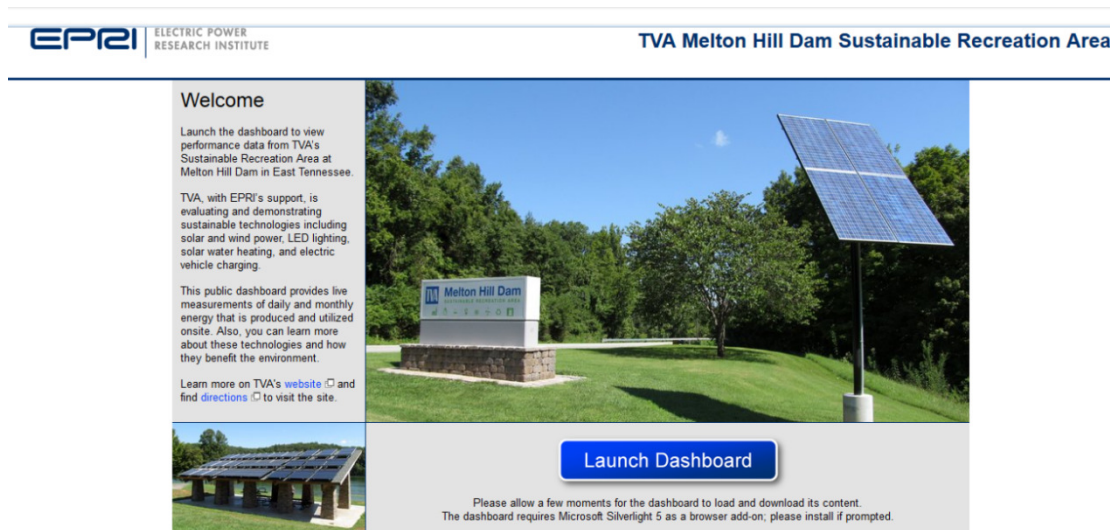 EPRI
ELECTRIC POWER
RESEARCH INSTITUTE
TVA Melton Hill Dam Sustainable Recreation Area
Welcome
Launch the dashboard to view
performance data from TVA's
Sustainable Recreation Area at
Melton Hill Dam in East Tennessee.
TVA, with EPRI's support, is
evaluating and demonstrating
sustainable technologies including
solar and wind power, LED lighting,
solar water heating, and electric
vehicle charging.
This public dashboard provides live
measurements of daily and monthly
energy that is produced and utilized
onsite. Also, you can learn more
about these technologies and how
they benefit the environment.
Learn more on TVA's website and
find directions to visit the site.
TVA Melton Hill Dam
SUSTAINABLE RECREATION AREA
Launch Dashboard
Please allow a few moments for the dashboard to load and download its content.
The dashboard requires Microsoft Silverlight 5 as a browser add-on; please install if prompted.